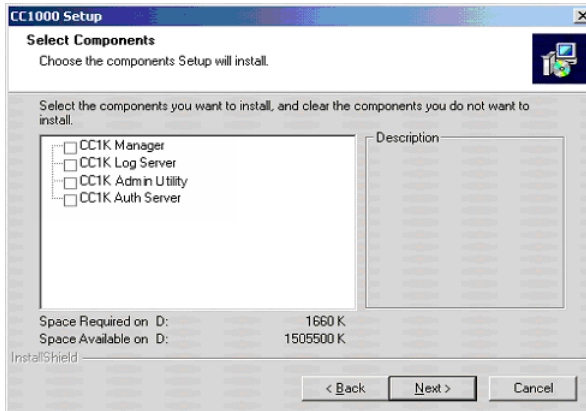 CC1000 Setup
Select Components
Choose the components Setup will install.
Select the components you want to install, and clear the components you do not want to
install.
CC1K Manager
CC1K Log Server
CC1K Admin Utility
CC1K Auth Server
Description
Space Required on D: 1660 K
Space Available on D: 1505500 K
InstallShield
< Back Next > Cancel